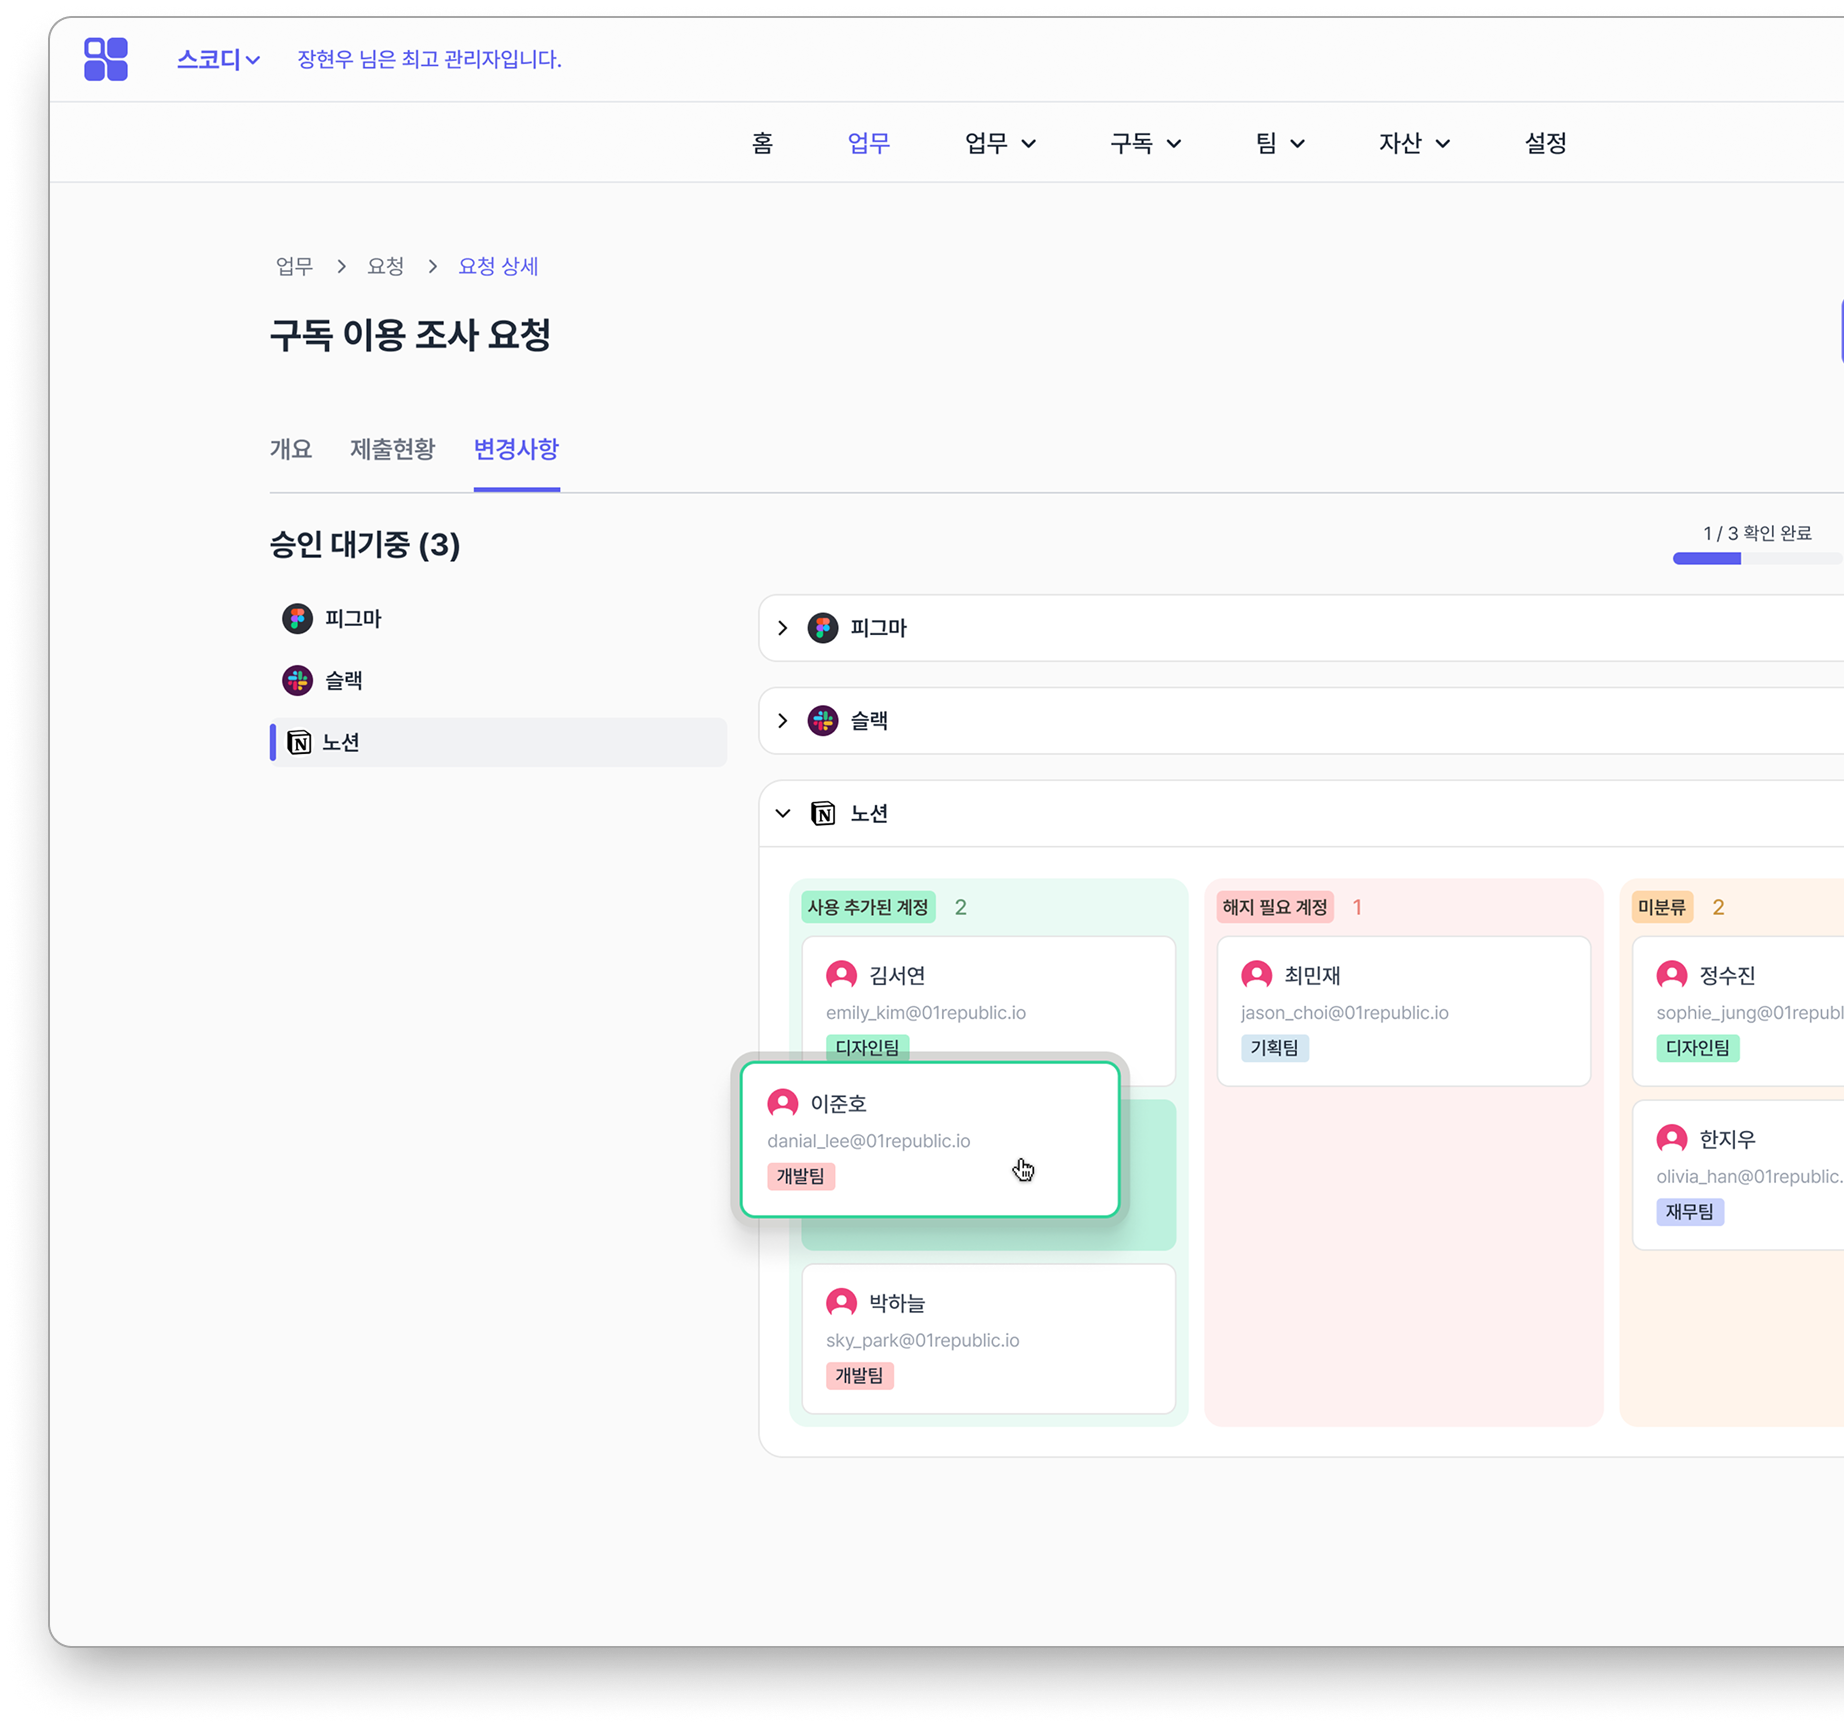 스코디
장현우 님은 최고 관리자입니다.
홈 업무 업무 구독 팀 자산 설정
업무 요청 요청 상세
구독 이용 조사 요청
개요 제출현황 변경사항
승인 대기중 (3)
1 / 3 확인 완료
피그마
슬랙
노션
피그마
슬랙
노션
사용 추가된 계정 2
김서연
emily_kim@01republic.io
디자인팀
이준호
danial_lee@01republic.io
개발팀
박하늘
sky_park@01republic.io
개발팀
해지 필요 계정 1
최민재
jason_choi@01republic.io
기획팀
미분류 2
정수진
sophie_jung@01republ
디자인팀
한지우
olivia_han@01republic.
재무팀